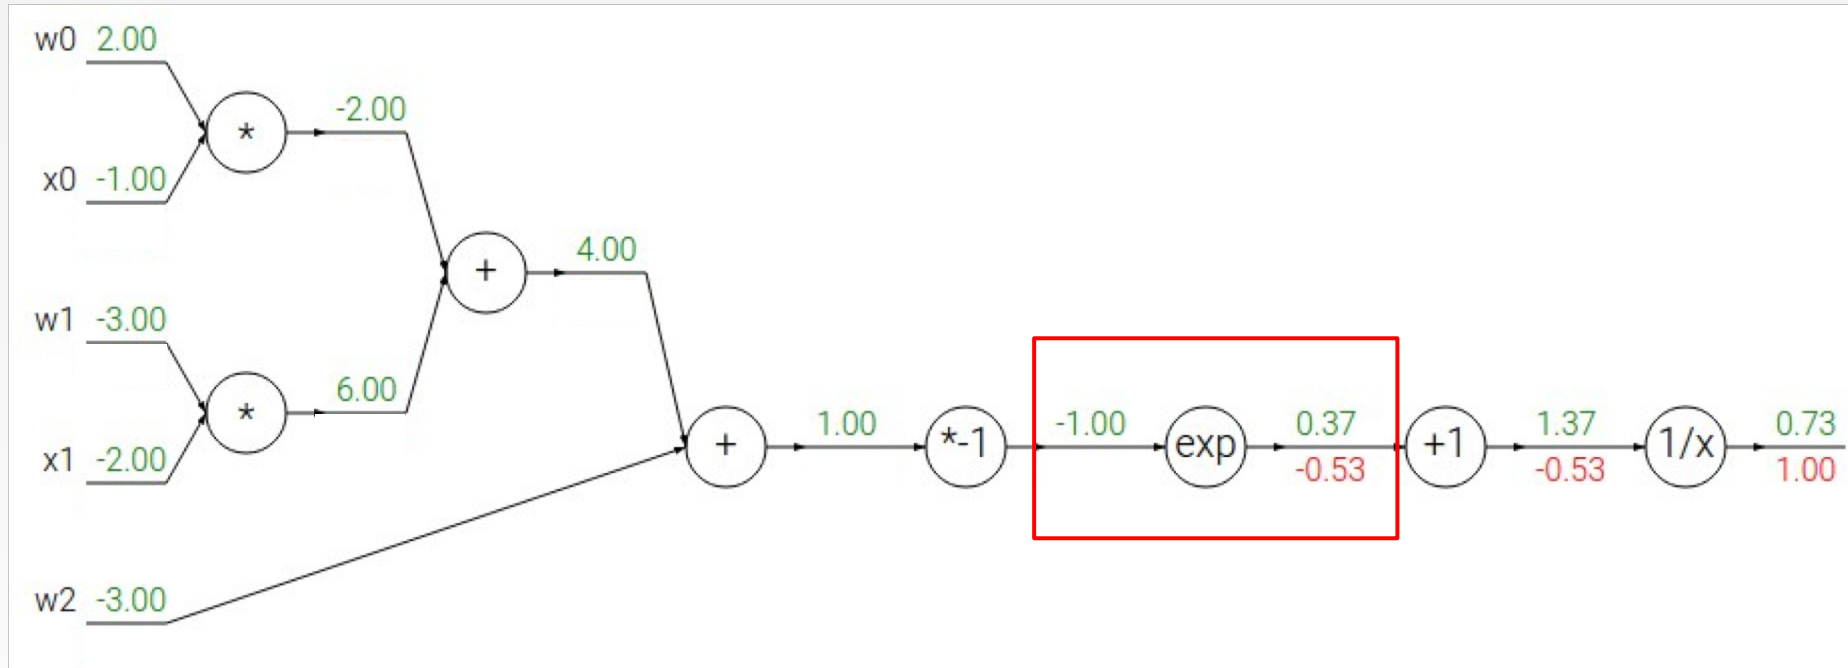 w0 2.00
-2.00
*
x0 -1.00
4.00
+
w1 -3.00
6.00
*
x1 -2.00
+ 1.00 *-1 -1.00 exp 0.37 +1 1.37 1/x 0.73
-0.53 -0.53 1.00
w2 -3.00